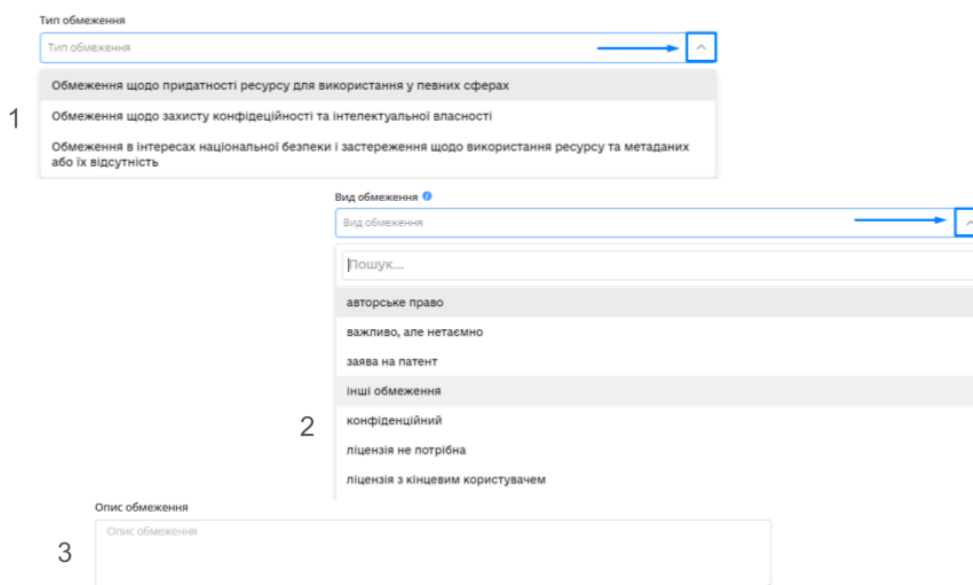 Тип обмеження
Тип обмеження
Обмеження щодо придатності ресурсу для використання у певних сферах
1
Обмеження щодо захисту конфідеційності та інтелектуальної власності
Обмеження в інтересах національної безпеки і застереження щодо використання ресурсу та метаданих
або їх відсутність
Вид обмеження
Вид обмеження
Пошук...
авторське право
важливо, але нетаємно
заява на патент
інші обмеження
2
конфіденційний
ліцензія не потрібна
ліцензія з кінцевим користувачем
Опис обмеження
Опис обмеження
3